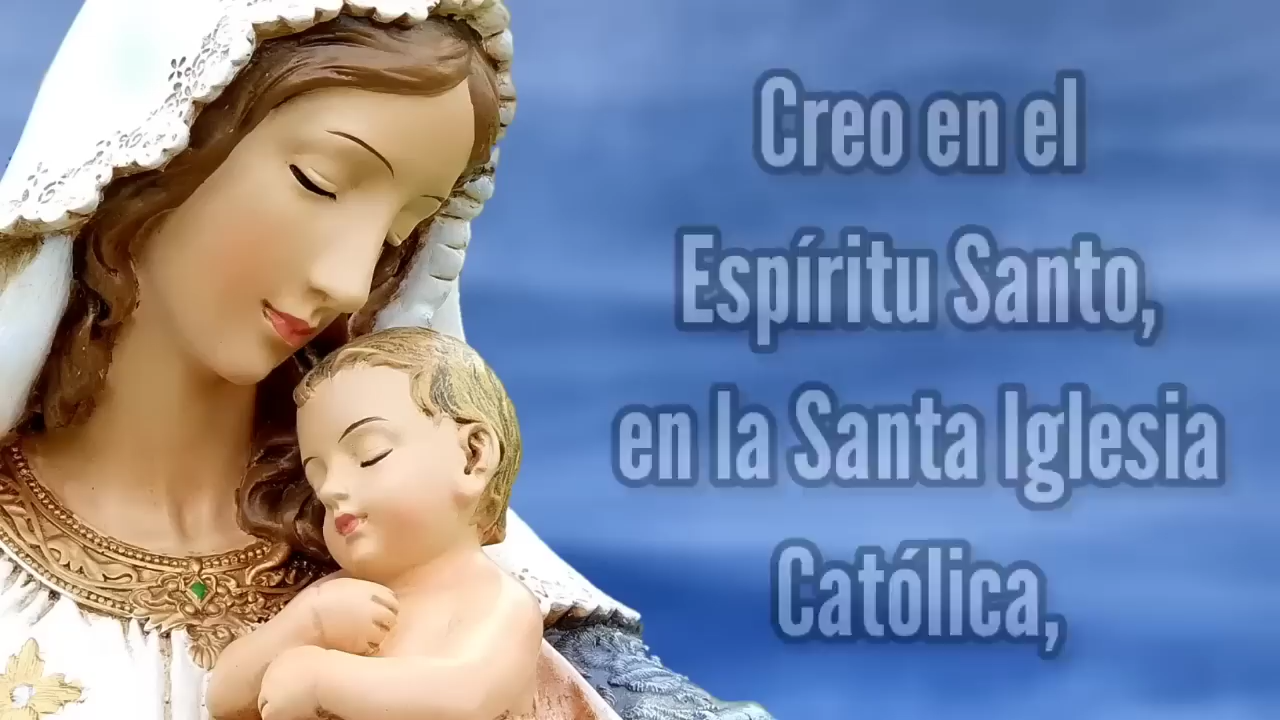 Creo en el
Espíritu Santo,
en la Santa Iglesia
Católica,